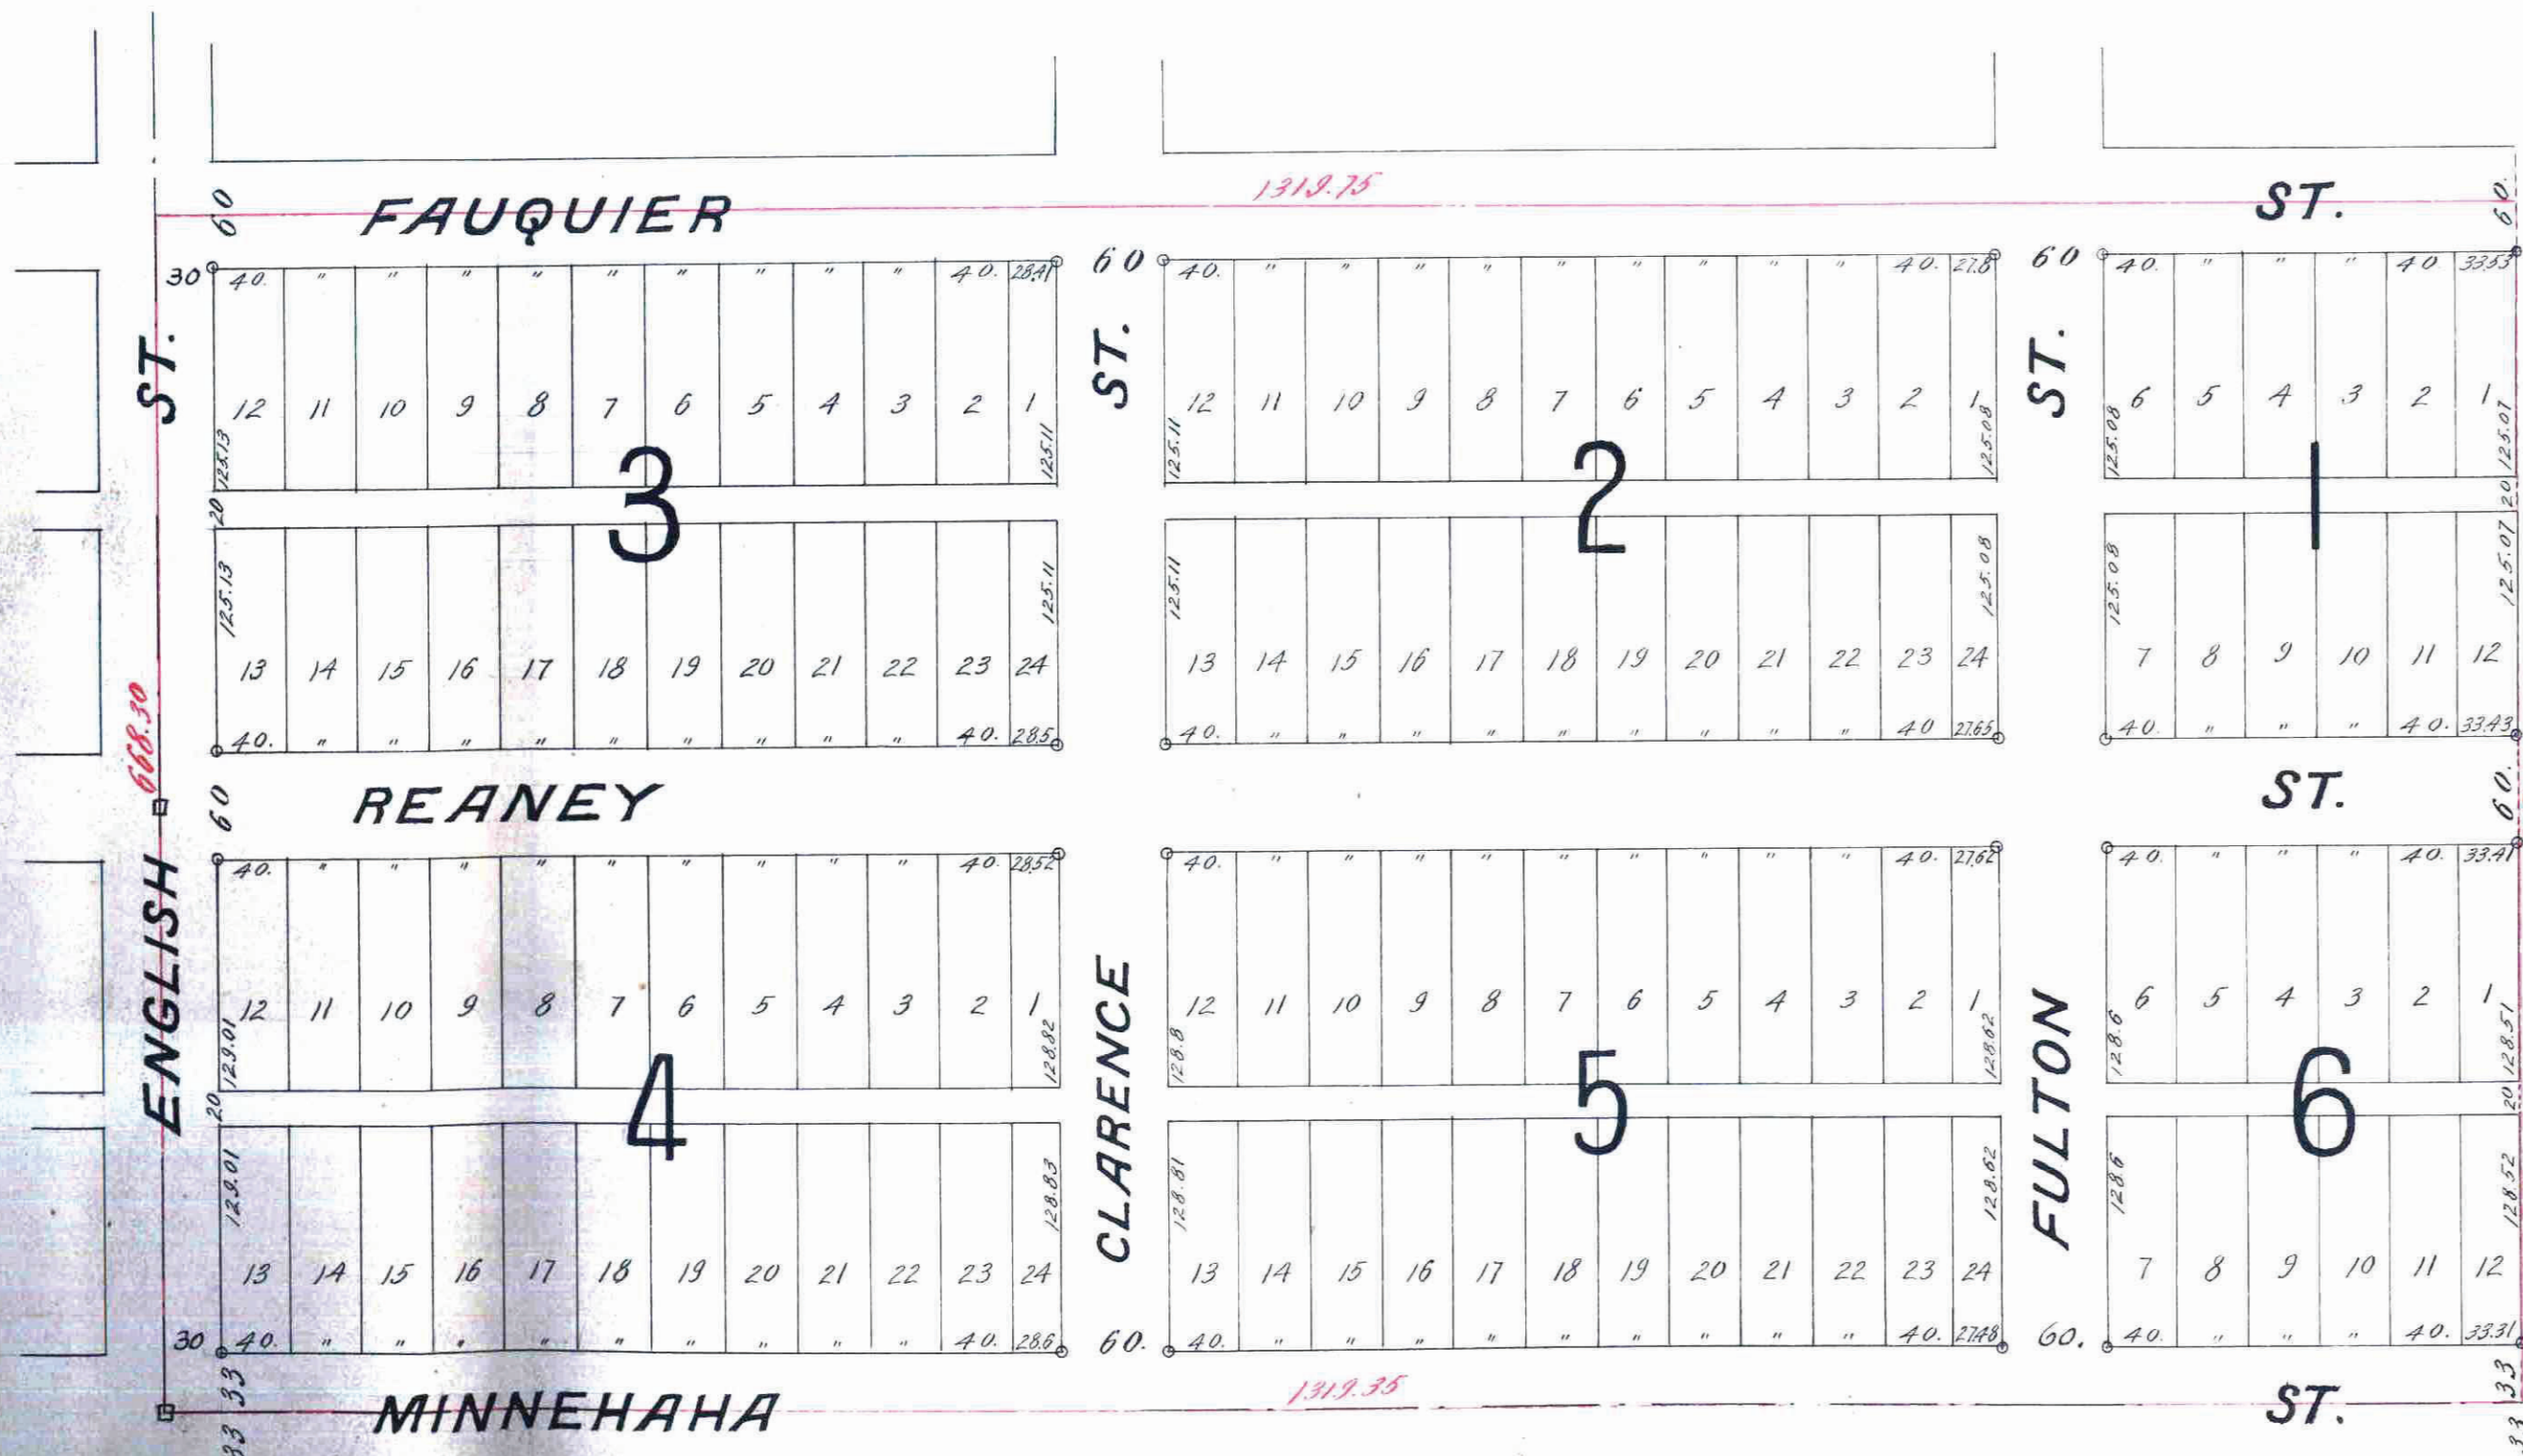 1319.75
60 FAUQUIER ST. 60.
30 40. " " " " " " " " " 40. 28.41 60 40. " " " " " " " " " 40. 27.8 60 40. " " " 40 33.53
ST. ST. ST.
12 11 10 9 8 7 6 5 4 3 2 1 12 11 10 9 8 7 6 5 4 3 2 1 6 5 4 3 2 1
125.13 125.11 125.11 125.08 125.08 125.07
3 2 1
20 20
125.13 125.11 125.11 125.08 125.08 125.07
13 14 15 16 17 18 19 20 21 22 23 24 13 14 15 16 17 18 19 20 21 22 23 24 7 8 9 10 11 12
40. " " " " " " " " " 40. 28.5 40. " " " " " " " " " 40 27.65 40. " " " 40. 33.43
668.30
60 REANEY ST. 60.
40. " " " " " " " " " 40. 28.52 40. " " " " " " " " " 40. 27.62 40. " " " 40. 33.41
ENGLISH CLARENCE FULTON
12 11 10 9 8 7 6 5 4 3 2 1 12 11 10 9 8 7 6 5 4 3 2 1 6 5 4 3 2 1
129.01 128.82 128.8 128.62 128.6 128.51
4 5 6
20 20
129.01 128.83 128.81 128.62 128.6 128.52
13 14 15 16 17 18 19 20 21 22 23 24 13 14 15 16 17 18 19 20 21 22 23 24 7 8 9 10 11 12
30 40. " " " " " " " " " 40. 28.6 60. 40. " " " " " " " " " 40. 27.48 60. 40. " " " 40. 33.31
33 33
1319.35
MINNEHAHA ST.
33 33